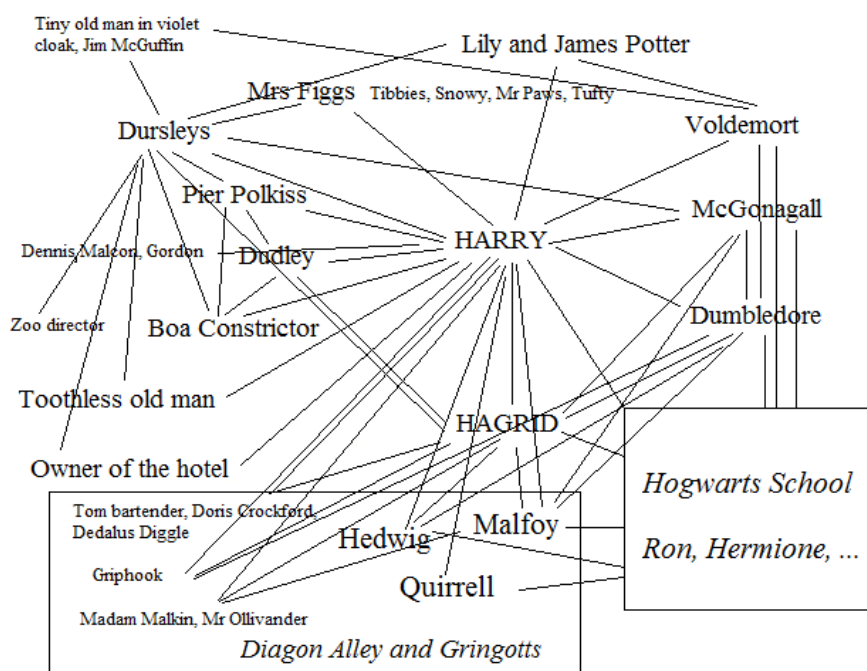 Tiny old man in violet
cloak, Jim McGuffin
Lily and James Potter
Mrs Figgs
Tibbies, Snowy, Mr Paws, Tufty
Dursleys
Voldemort
Pier Polkiss
McGonagall
HARRY
Dennis, Malcon, Gordon
Dudley
Zoo director
Boa Constrictor
Dumbledore
Toothless old man
HAGRID
Owner of the hotel
Hogwarts School
Ron, Hermione, ...
Tom bartender, Doris Crockford,
Dedalus Diggle
Hedwig
Malfoy
Griphook
Quirrell
Madam Malkin, Mr Ollivander
Diagon Alley and Gringotts